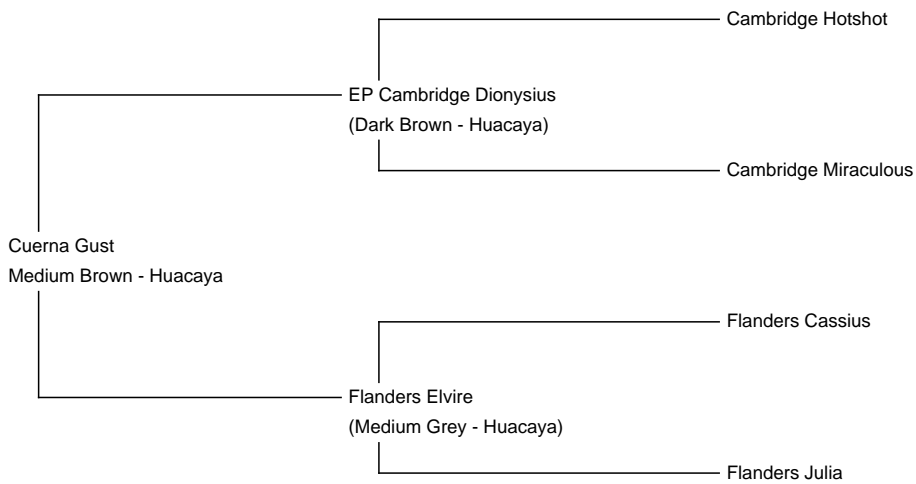 Cambridge Hotshot
EP Cambridge Dionysius
(Dark Brown - Huacaya)
Cambridge Miraculous
Cuerna Gust
Medium Brown - Huacaya
Flanders Cassius
Flanders Elvire
(Medium Grey - Huacaya)
Flanders Julia